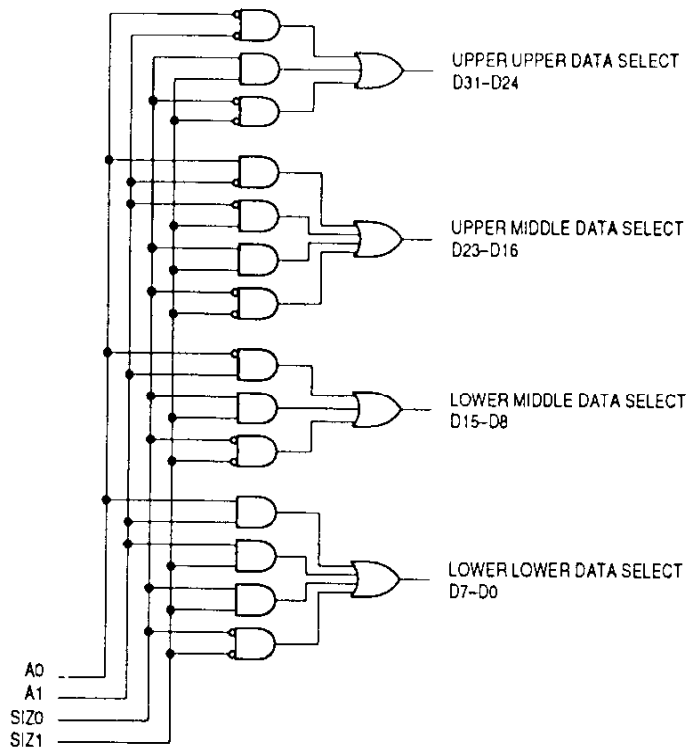 UPPER UPPER DATA SELECT
D31–D24
UPPER MIDDLE DATA SELECT
D23–D16
LOWER MIDDLE DATA SELECT
D15–D8
LOWER LOWER DATA SELECT
D7–D0
A0
A1
SIZ0
SIZ1